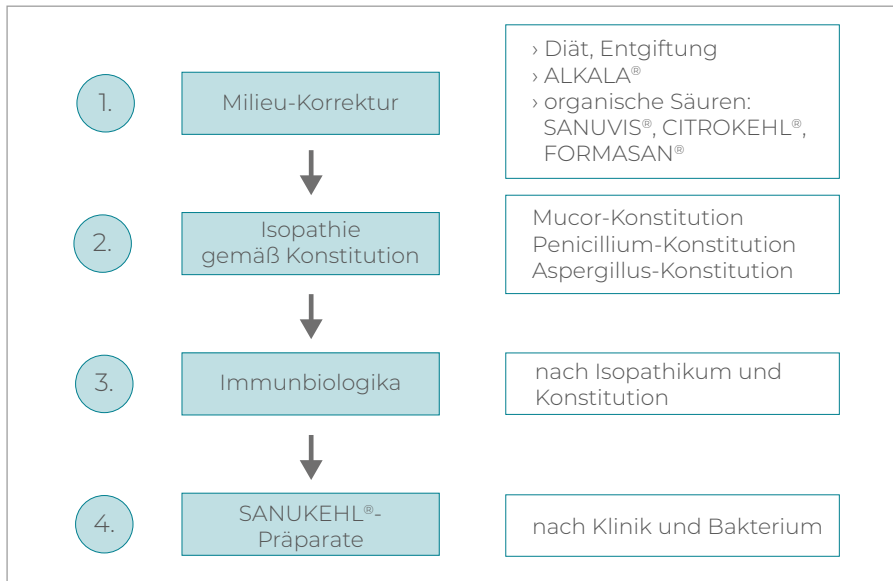 1.
Milieu-Korrektur
› Diät, Entgiftung
› ALKALA®
› organische Säuren:
SANUVIS®, CITROKEHL®,
FORMASAN®
2.
Isopathie
gemäß Konstitution
Mucor-Konstitution
Penicillium-Konstitution
Aspergillus-Konstitution
3.
Immunbiologika
nach Isopathikum und
Konstitution
4.
SANUKEHL®-
Präparate
nach Klinik und Bakterium